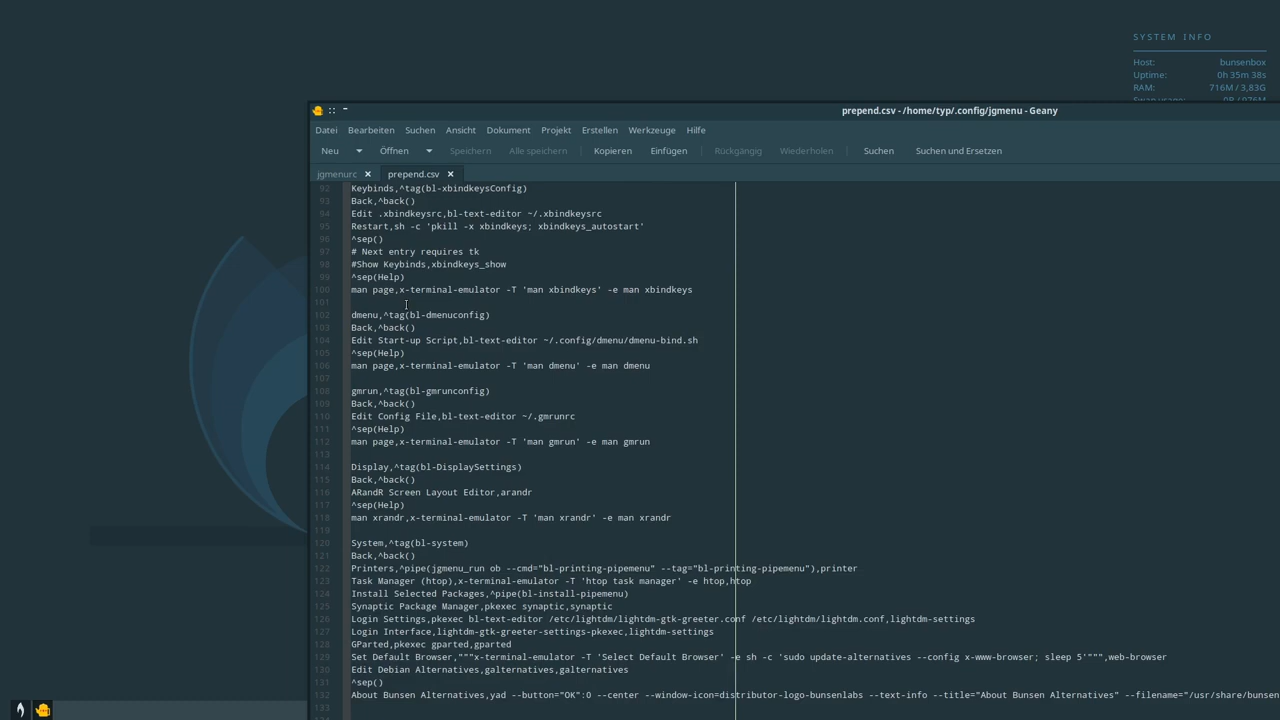 SYSTEM INFO
Host: bunsenbox
Uptime: 0h 35m 38s
RAM: 716M / 3,83G
Swap usage: 0B / 976M
prepend.csv - /home/typ/.config/jgmenu - Geany
Datei Bearbeiten Suchen Ansicht Dokument Projekt Erstellen Werkzeuge Hilfe
Neu Öffnen Speichern Alle speichern Kopieren Einfügen Rückgängig Wiederholen Suchen Suchen und Ersetzen
jgmenurc prepend.csv
92 Keybinds,^tag(bl-xbindkeysConfig)
93 Back,^back()
94 Edit .xbindkeysrc,bl-text-editor ~/.xbindkeysrc
95 Restart,sh -c 'pkill -x xbindkeys; xbindkeys_autostart'
96 ^sep()
97 # Next entry requires tk
98 #Show Keybinds,xbindkeys_show
99 ^sep(Help)
100 man page,x-terminal-emulator -T 'man xbindkeys' -e man xbindkeys
101
102 dmenu,^tag(bl-dmenuconfig)
103 Back,^back()
104 Edit Start-up Script,bl-text-editor ~/.config/dmenu/dmenu-bind.sh
105 ^sep(Help)
106 man page,x-terminal-emulator -T 'man dmenu' -e man dmenu
107
108 gmrun,^tag(bl-gmrunconfig)
109 Back,^back()
110 Edit Config File,bl-text-editor ~/.gmrunrc
111 ^sep(Help)
112 man page,x-terminal-emulator -T 'man gmrun' -e man gmrun
113
114 Display,^tag(bl-DisplaySettings)
115 Back,^back()
116 ARandR Screen Layout Editor,arandr
117 ^sep(Help)
118 man xrandr,x-terminal-emulator -T 'man xrandr' -e man xrandr
119
120 System,^tag(bl-system)
121 Back,^back()
122 Printers,^pipe(jgmenu_run ob --cmd="bl-printing-pipemenu" --tag="bl-printing-pipemenu"),printer
123 Task Manager (htop),x-terminal-emulator -T 'htop task manager' -e htop,htop
124 Install Selected Packages,^pipe(bl-install-pipemenu)
125 Synaptic Package Manager,pkexec synaptic,synaptic
126 Login Settings,pkexec bl-text-editor /etc/lightdm/lightdm-gtk-greeter.conf /etc/lightdm/lightdm.conf,lightdm-settings
127 Login Interface,lightdm-gtk-greeter-settings-pkexec,lightdm-settings
128 GParted,pkexec gparted,gparted
129 Set Default Browser,"""x-terminal-emulator -T 'Select Default Browser' -e sh -c 'sudo update-alternatives --config x-www-browser; sleep 5'""",web-browser
130 Edit Debian Alternatives,galternatives,galternatives
131 ^sep()
132 About Bunsen Alternatives,yad --button="OK":0 --center --window-icon=distributor-logo-bunsenlabs --text-info --title="About Bunsen Alternatives" --filename="/usr/share/bunsen
133